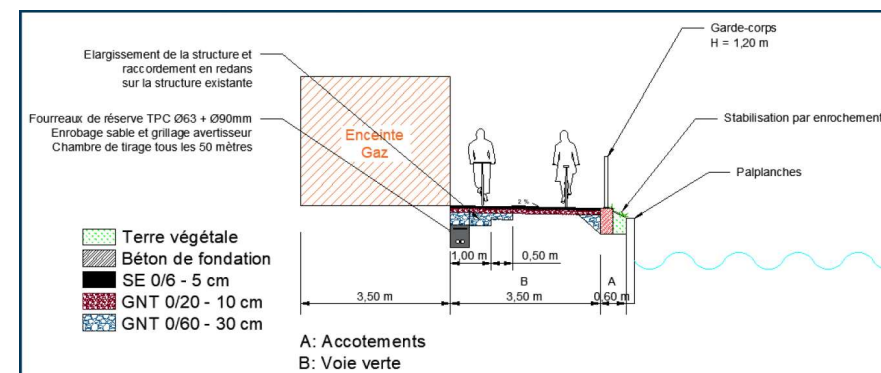 Garde-corps
H = 1,20 m
Elargissement de la structure et
raccordement en redans
sur la structure existante
Fourreaux de réserve TPC Ø63 + Ø90mm
Enrobage sable et grillage avertisseur
Chambre de tirage tous les 50 mètres
Stabilisation par enrochement
Enceinte
Gaz
Palplanches
2 %
Terre végétale
Béton de fondation
SE 0/6 - 5 cm
GNT 0/20 - 10 cm
GNT 0/60 - 30 cm
1,00 m
0,50 m
B
A
3,50 m
3,50 m
0,60 m
A: Accotements
B: Voie verte